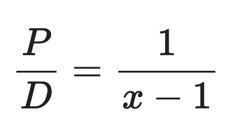 P/D = 1/(x − 1)